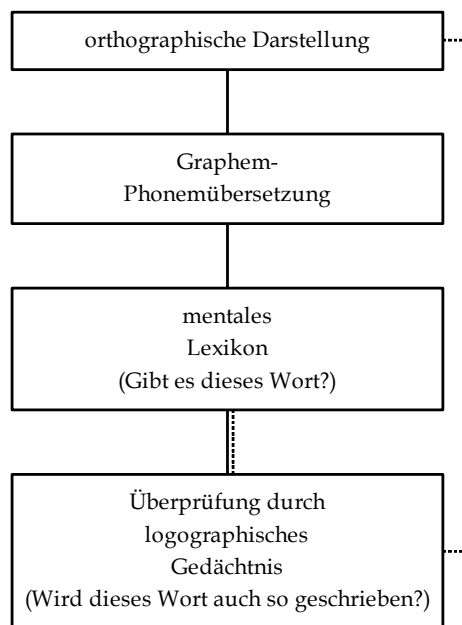 orthographische Darstellung
Graphem-
Phonemübersetzung
mentales
Lexikon
(Gibt es dieses Wort?)
Überprüfung durch
logographisches
Gedächtnis
(Wird dieses Wort auch so geschrieben?)